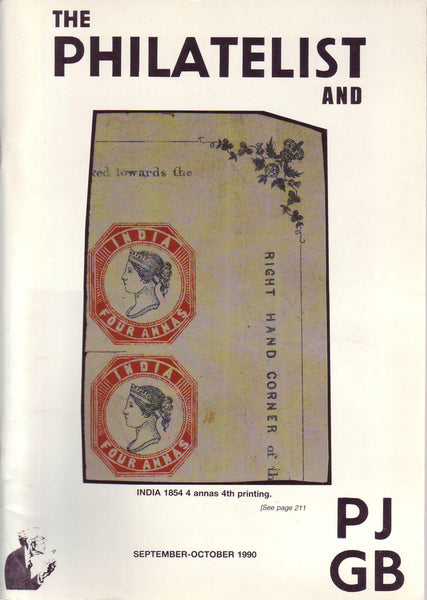 THE
PHILATELIST
AND
ked towards the
INDIA
FOUR ANNAS
RIGHT HAND CORNER of th
INDIA
FOUR ANNAS
INDIA 1854 4 annas 4th printing.
[See page 211
SEPTEMBER-OCTOBER 1990
PJ
GB